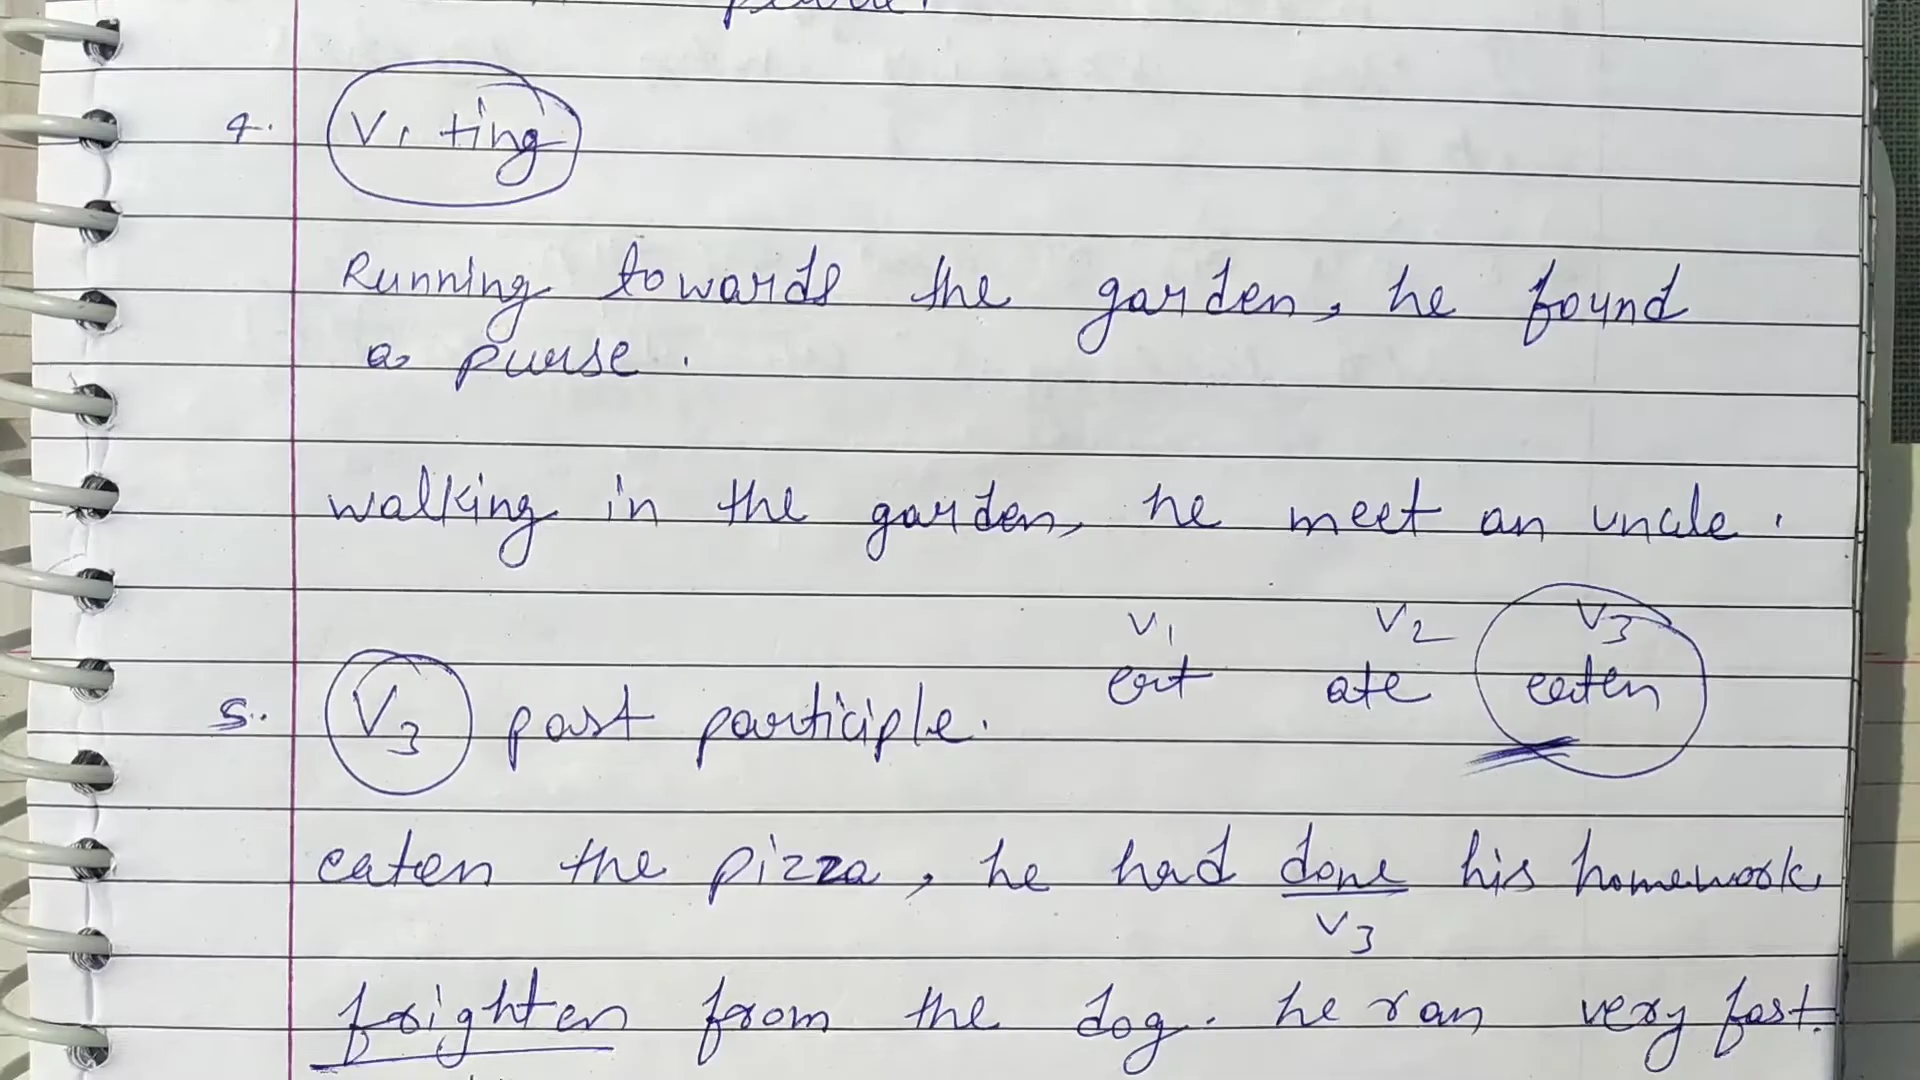 4. V1 +ing
Running towards the garden, he found
a purse.
walking in the garden, he meet an uncle.
V1 V2 V3
eat ate eaten
5.. V3 past participle.
eaten the pizza, he had done his homework.
V3
frighten from the dog. he ran very fast.